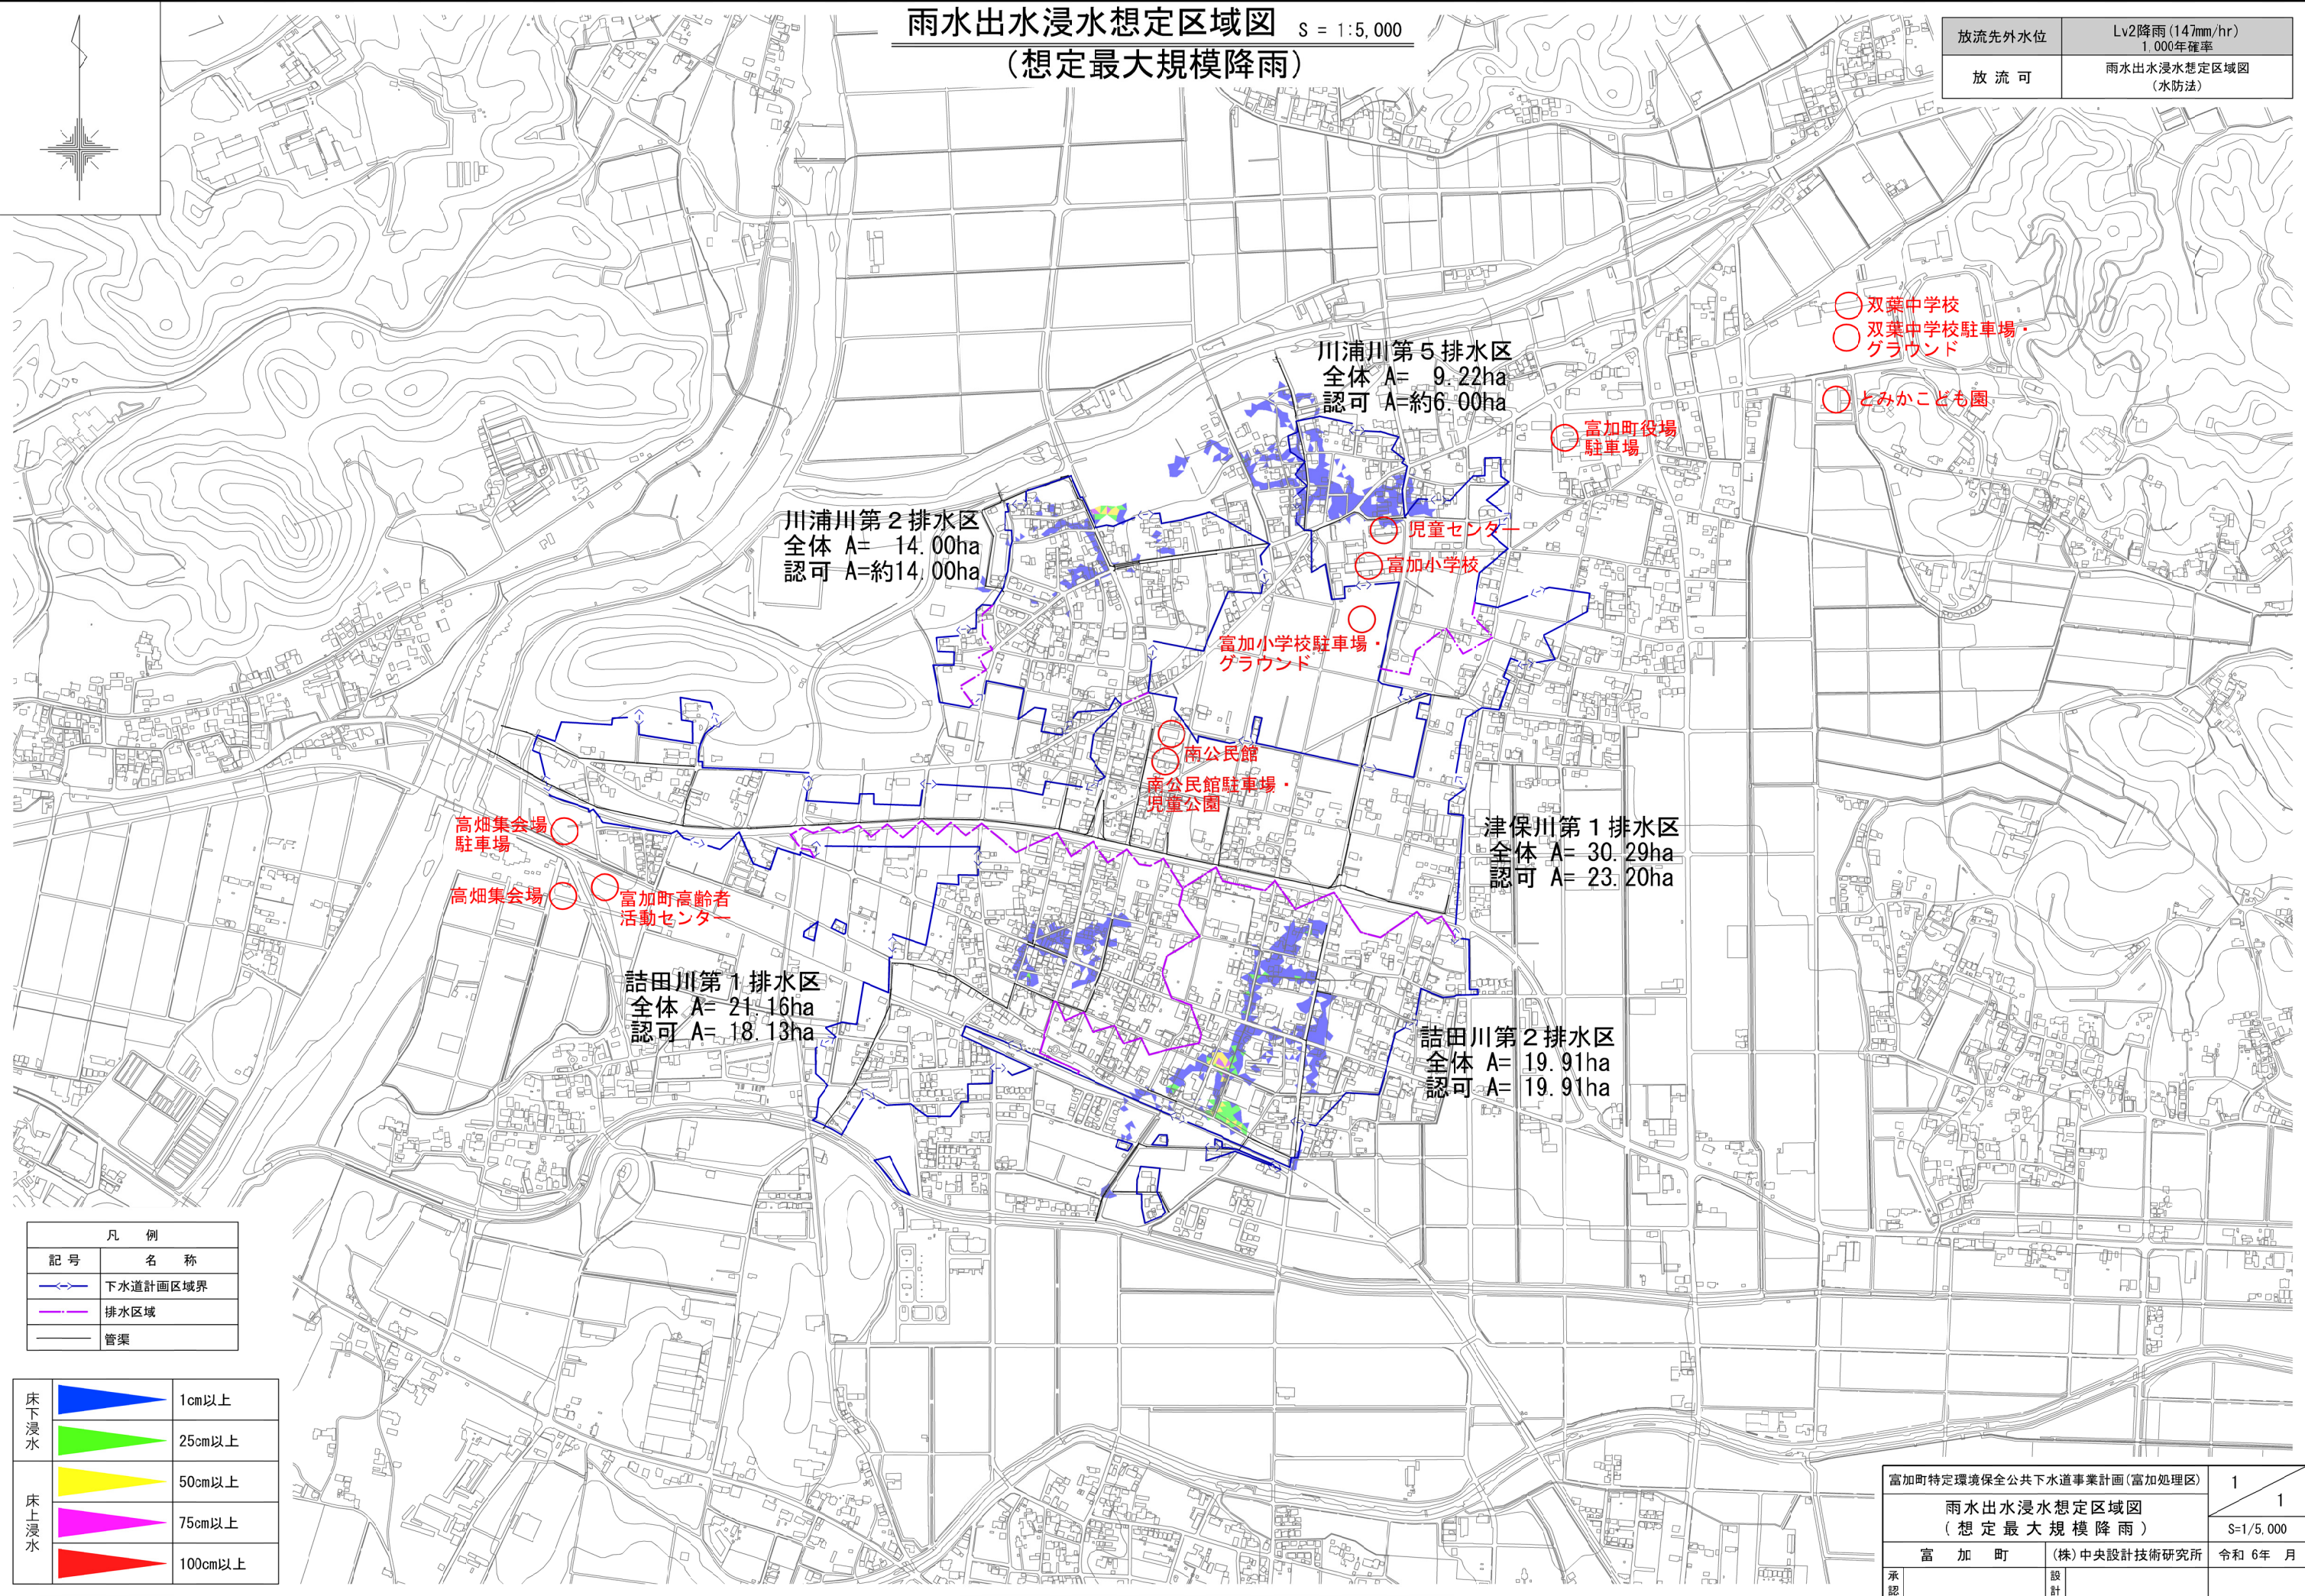 雨水出水浸水想定区域図 S = 1:5,000
(想定最大規模降雨)
放流先外水位
Lv2降雨(147mm/hr)
1,000年確率
放 流 可
雨水出水浸水想定区域図
(水防法)
双葉中学校
双葉中学校駐車場・
グラウンド
とみかこども園
富加町役場
駐車場
川浦川第5排水区
全体 A= 9.22ha
認可 A=約6.00ha
児童センター
富加小学校
富加小学校駐車場・
グラウンド
川浦川第2排水区
全体 A= 14.00ha
認可 A=約14.00ha
南公民館
南公民館駐車場・
児童公園
高畑集会場
駐車場
高畑集会場
富加町高齢者
活動センター
津保川第1排水区
全体 A= 30.29ha
認可 A= 23.20ha
詰田川第1排水区
全体 A= 21.16ha
認可 A= 18.13ha
詰田川第2排水区
全体 A= 19.91ha
認可 A= 19.91ha
凡 例
記 号 名 称
下水道計画区域界
排水区域
管渠
床下浸水
1cm以上
25cm以上
床上浸水
50cm以上
75cm以上
100cm以上
富加町特定環境保全公共下水道事業計画(富加処理区)
1
1
雨水出水浸水想定区域図
(想定最大規模降雨)
S=1/5,000
富 加 町
(株)中央設計技術研究所
令和 6年 月
承認
設計